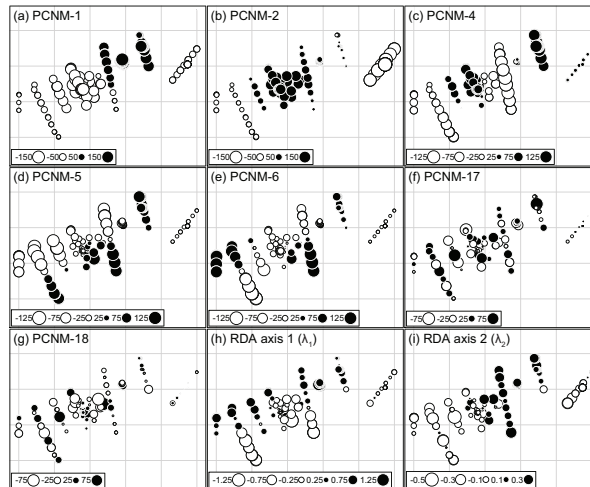 (a) PCNM-1
-150 -50 50 150
(b) PCNM-2
-150 -50 50 150
(c) PCNM-4
-125 -75 -25 25 75 125
(d) PCNM-5
-125 -75 -25 25 75 125
(e) PCNM-6
-125 -75 -25 25 75 125
(f) PCNM-17
-75 -25 25 75
(g) PCNM-18
-75 -25 25 75
(h) RDA axis 1 (λ₁)
-1.25 -0.75 -0.25 0.25 0.75 1.25
(i) RDA axis 2 (λ₂)
-0.5 -0.3 -0.1 0.1 0.3